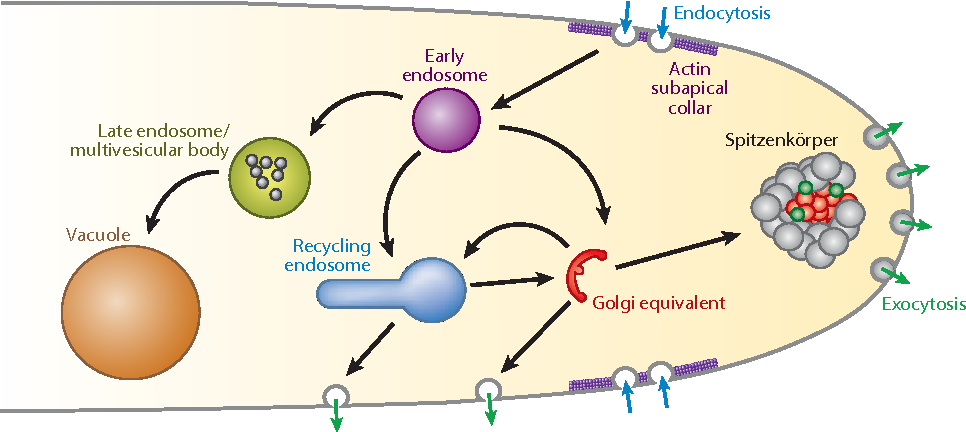 Endocytosis
Early
endosome
Actin
subapical
collar
Late endosome/
multivesicular body
Spitzenkörper
Vacuole
Recycling
endosome
Golgi equivalent
Exocytosis